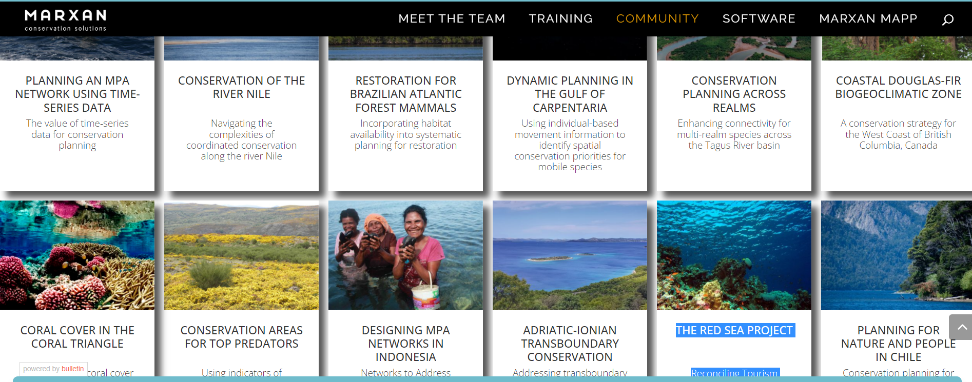 MARXAN
conservation solutions
MEET THE TEAM
TRAINING
COMMUNITY
SOFTWARE
MARXAN MAPP
PLANNING AN MPA
NETWORK USING TIME-
SERIES DATA
The value of time-series
data for conservation
planning
CONSERVATION OF THE
RIVER NILE
Navigating the
complexities of
coordinated conservation
along the river Nile
RESTORATION FOR
BRAZILIAN ATLANTIC
FOREST MAMMALS
Incorporating habitat
availability into systematic
planning for restoration
DYNAMIC PLANNING IN
THE GULF OF
CARPENTARIA
Using individual-based
movement information to
identify spatial
conservation priorities for
mobile species
CONSERVATION
PLANNING ACROSS
REALMS
Enhancing connectivity for
multi-realm species across
the Tagus River basin
COASTAL DOUGLAS-FIR
BIOGEOCLIMATIC ZONE
A conservation strategy for
the West Coast of British
Columbia, Canada
CORAL COVER IN THE
CORAL TRIANGLE
coral cover
powered by bulletin
CONSERVATION AREAS
FOR TOP PREDATORS
Using indicators of
DESIGNING MPA
NETWORKS IN
INDONESIA
Networks to Address
ADRIATIC-IONIAN
TRANSBOUNDARY
CONSERVATION
Addressing transboundary
THE RED SEA PROJECT
Reconciling Tourism
PLANNING FOR
NATURE AND PEOPLE
IN CHILE
Conservation planning for